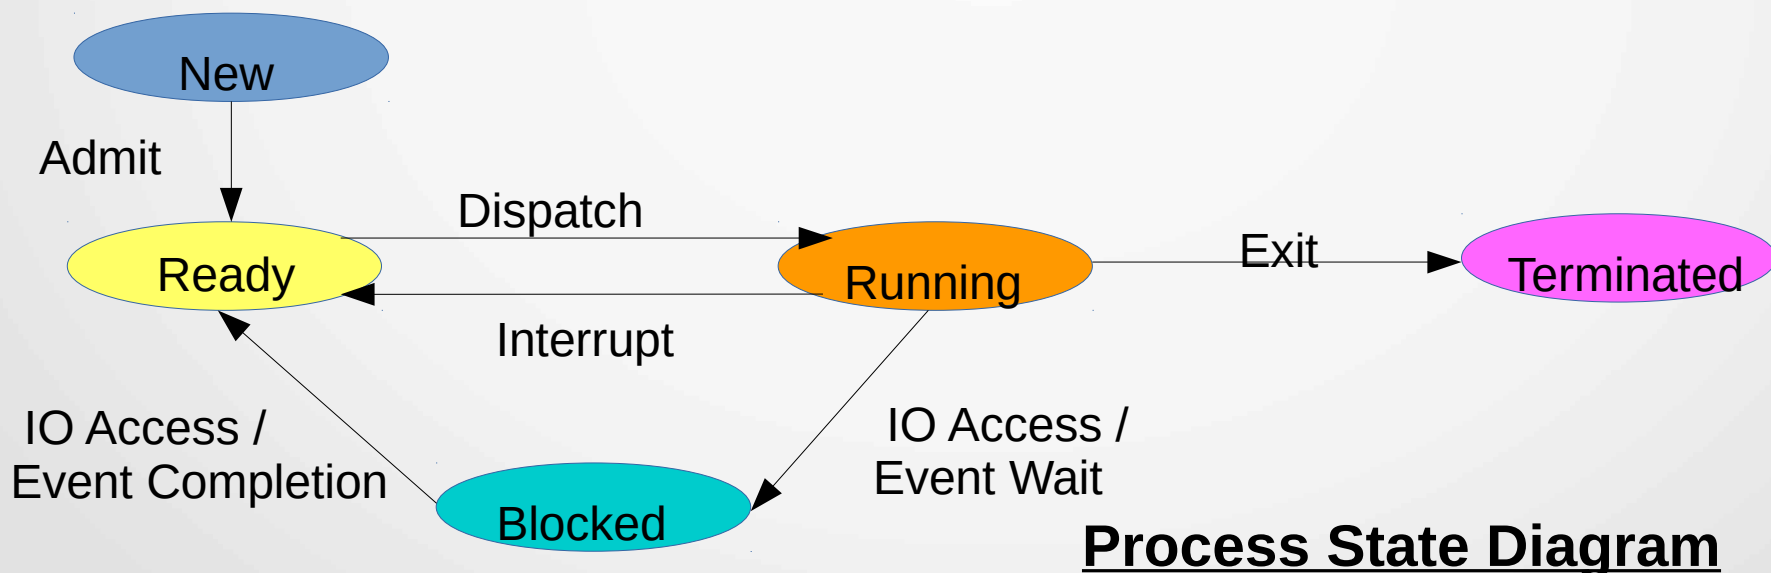 New
Admit
Dispatch
Exit
Ready
Running
Terminated
Interrupt
IO Access /
Event Completion
IO Access /
Event Wait
Blocked
Process State Diagram